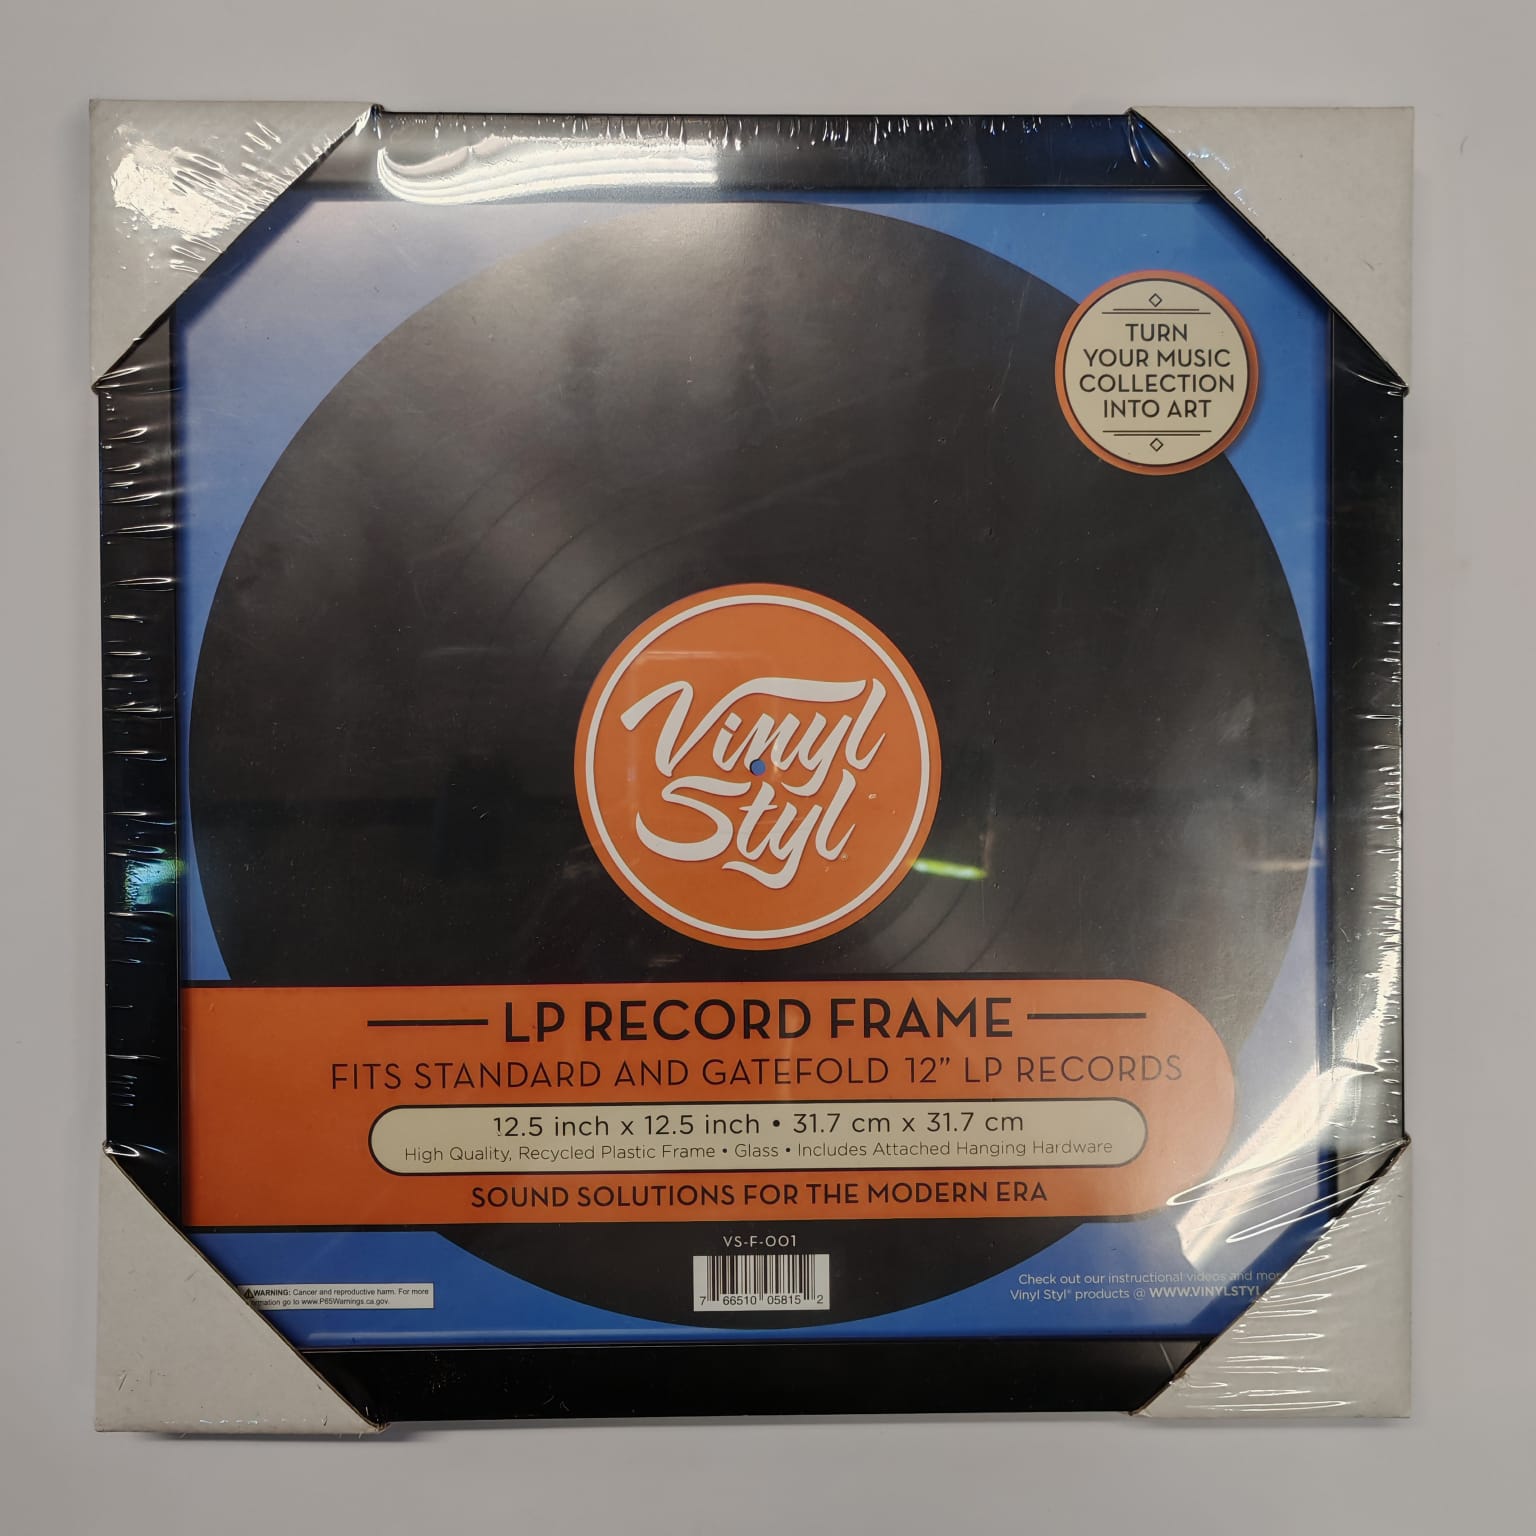 TURN
YOUR MUSIC
COLLECTION
INTO ART
Vinyl
Styl
LP RECORD FRAME
FITS STANDARD AND GATEFOLD 12” LP RECORDS
12.5 inch x 12.5 inch • 31.7 cm x 31.7 cm
High Quality, Recycled Plastic Frame • Glass • Includes Attached Hanging Hardware
SOUND SOLUTIONS FOR THE MODERN ERA
VS-F-001
7 66510 05815 2
WARNING: Cancer and reproductive harm. For more
go to www.P65Warnings.ca.gov.
Check out our instructional videos and
Vinyl Styl® products @ WWW.VINYLSTYL